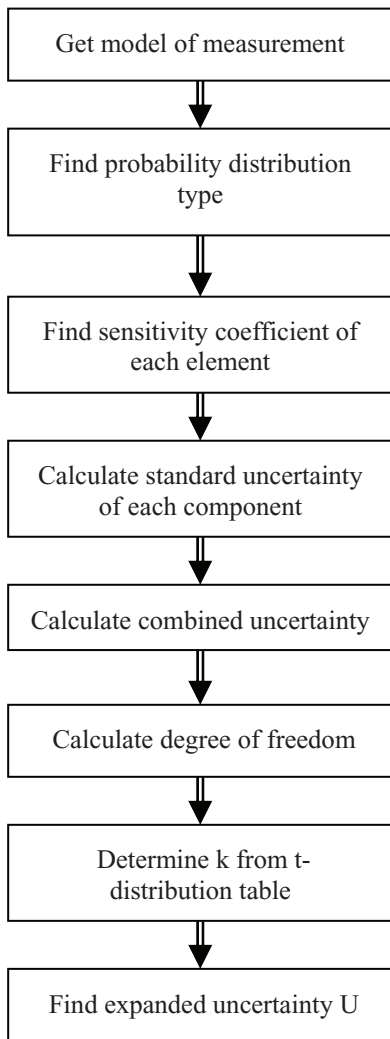 Get model of measurement
Find probability distribution
type
Find sensitivity coefficient of
each element
Calculate standard uncertainty
of each component
Calculate combined uncertainty
Calculate degree of freedom
Determine k from t-
distribution table
Find expanded uncertainty U